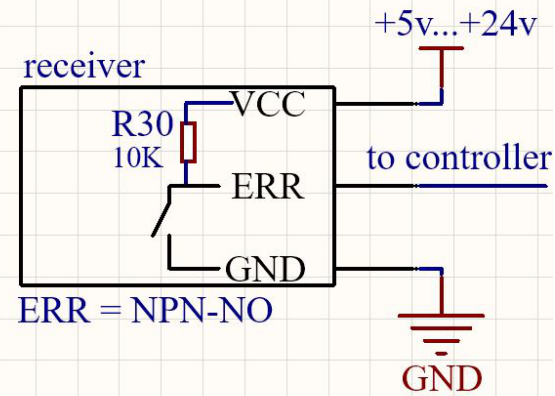 +5v...+24v
receiver
VCC
R30
10K
to controller
ERR
GND
ERR = NPN-NO
GND